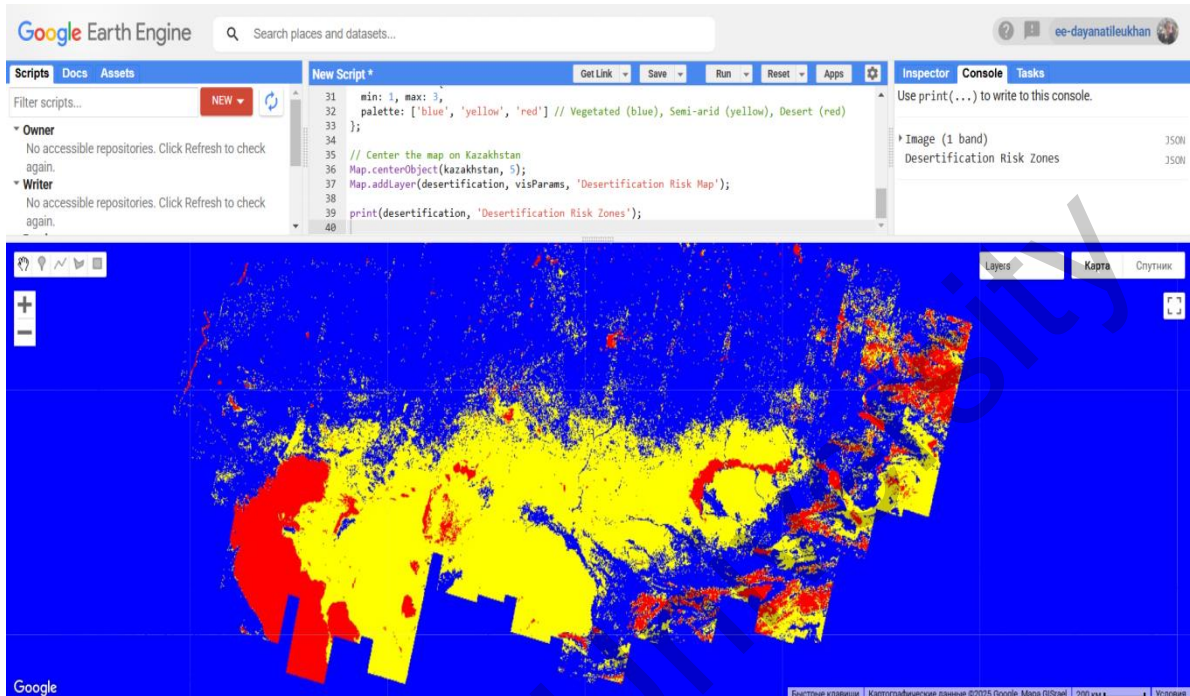 Google Earth Engine
Search places and datasets...
ee-dayanatileukhan
Scripts Docs Assets
New Script *
Get Link Save Run Reset Apps
Inspector Console Tasks
Filter scripts...
NEW
Owner
No accessible repositories. Click Refresh to check
again.
Writer
No accessible repositories. Click Refresh to check
again.
31 min: 1, max: 3,
32 palette: ['blue', 'yellow', 'red'] // Vegetated (blue), Semi-arid (yellow), Desert (red)
33 };
34
35 // Center the map on Kazakhstan
36 Map.centerObject(kazakhstan, 5);
37 Map.addLayer(desertification, visParams, 'Desertification Risk Map');
38
39 print(desertification, 'Desertification Risk Zones');
40
Use print(...) to write to this console.
Image (1 band) JSON
Desertification Risk Zones JSON
Layers
Карта Спутник
University
Google
Быстрые клавиши Картографические данные ©2025 Google, Mapa GISrael 200 км Условия